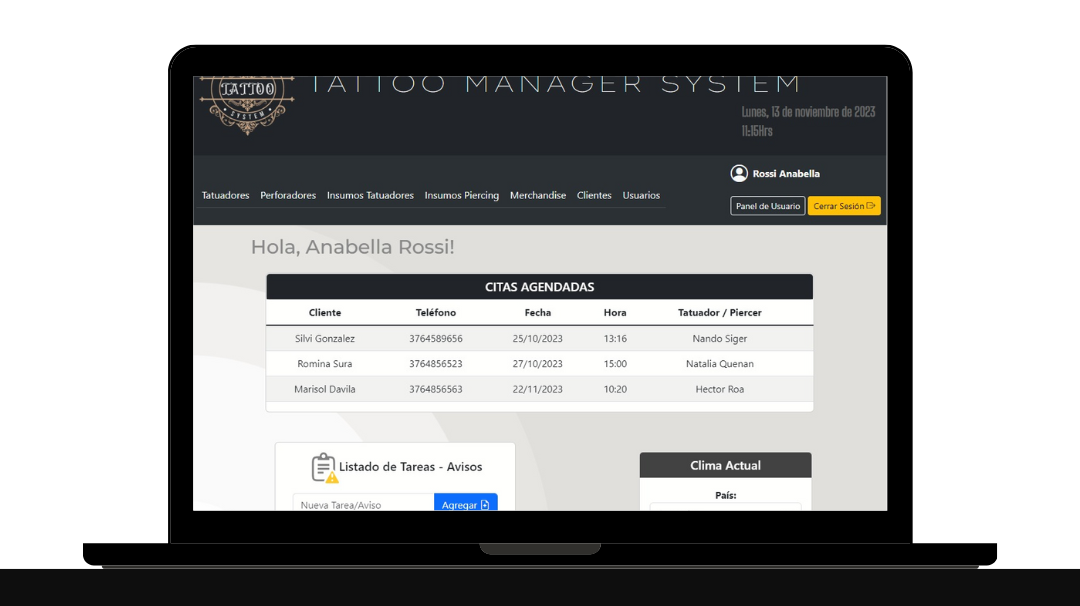 TATTOO MANAGER SYSTEM
TATTOO
SYSTEM
Lunes, 13 de noviembre de 2023
11:15Hrs
Rossi Anabella
Tatuadores Perforadores Insumos Tatuadores Insumos Piercing Merchandise Clientes Usuarios
Panel de Usuario Cerrar Sesión
Hola, Anabella Rossi!
CITAS AGENDADAS
Cliente Teléfono Fecha Hora Tatuador / Piercer
Silvi Gonzalez 3764589656 25/10/2023 13:16 Nando Siger
Romina Sura 3764856523 27/10/2023 15:00 Natalia Quenan
Marisol Davila 3764856563 22/11/2023 10:20 Hector Roa
Listado de Tareas - Avisos
Clima Actual
País:
Nueva Tarea/Aviso Agregar